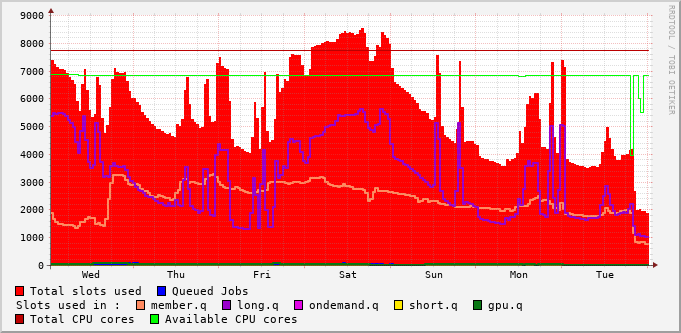 9000
8000
7000
6000
5000
4000
3000
2000
1000
0
Wed Thu Fri Sat Sun Mon Tue
Total slots used Queued Jobs
Slots used in : member.q long.q ondemand.q short.q gpu.q
Total CPU cores Available CPU cores
RRDTOOL / TOBI OETIKER